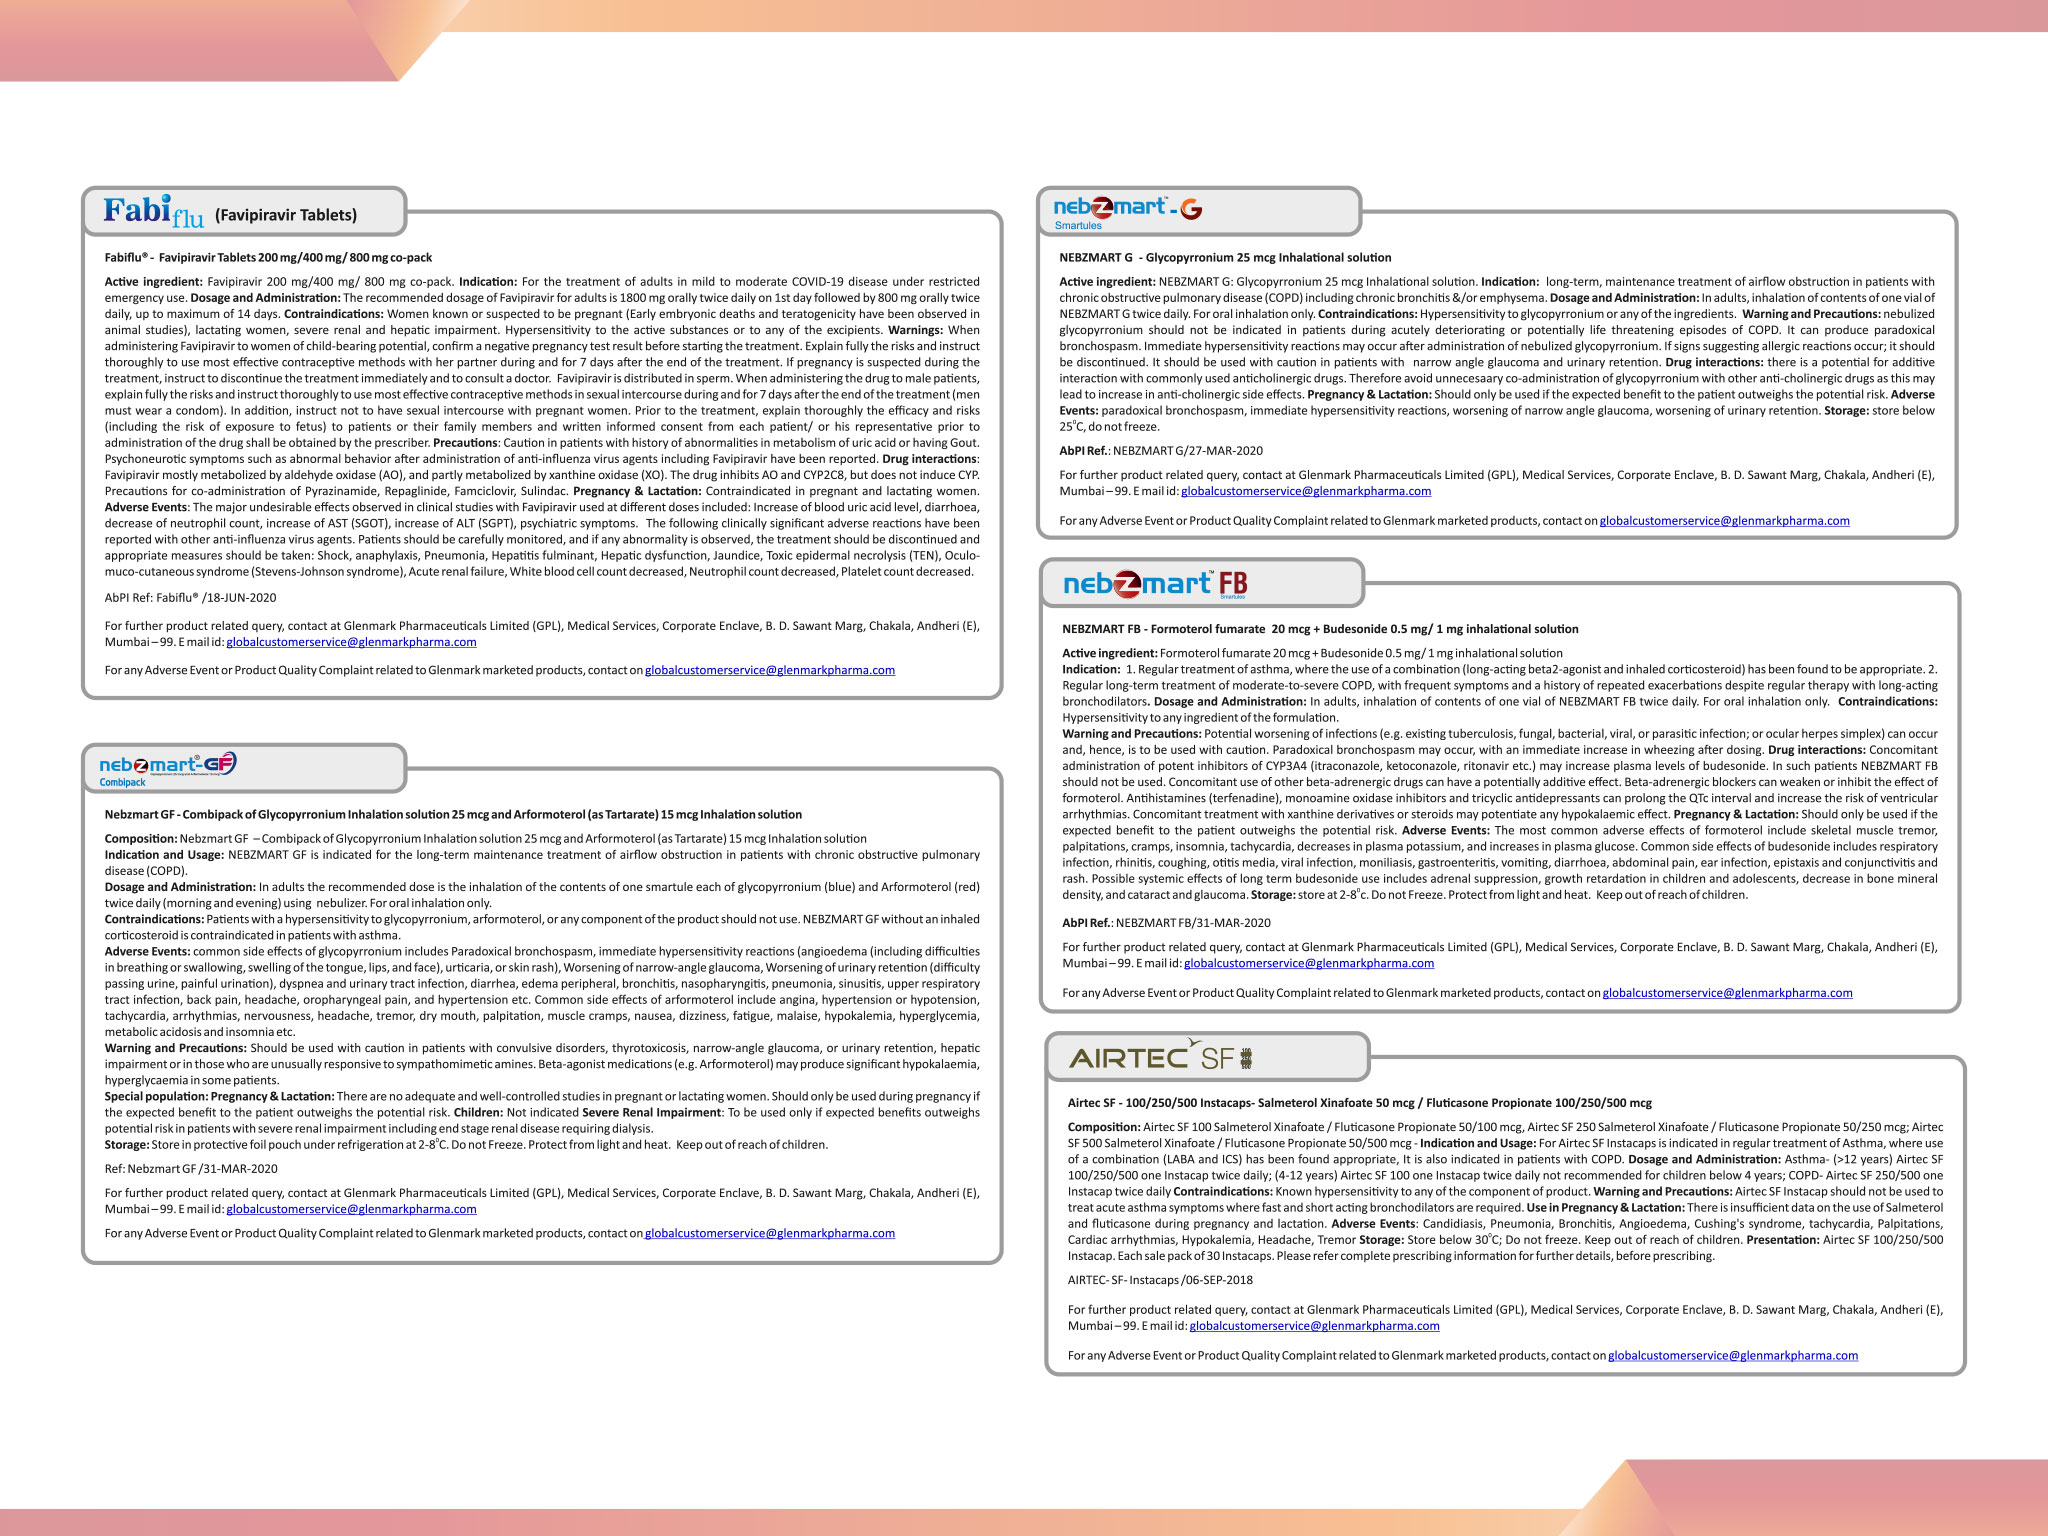 Fabi flu (Favipiravir Tablets)
Fabiflu® - Favipiravir Tablets 200 mg/400 mg/ 800 mg co-pack
Active ingredient: Favipiravir 200 mg/400 mg/ 800 mg co-pack. Indication: For the treatment of adults in mild to moderate COVID-19 disease under restricted
emergency use. Dosage and Administration: The recommended dosage of Favipiravir for adults is 1800 mg orally twice daily on 1st day followed by 800 mg orally twice
daily, up to maximum of 14 days. Contraindications: Women known or suspected to be pregnant (Early embryonic deaths and teratogenicity have been observed in
animal studies), lactating women, severe renal and hepatic impairment. Hypersensitivity to the active substances or to any of the excipients. Warnings: When
administering Favipiravir to women of child-bearing potential, confirm a negative pregnancy test result before starting the treatment. Explain fully the risks and instruct
thoroughly to use most effective contraceptive methods with her partner during and for 7 days after the end of the treatment. If pregnancy is suspected during the
treatment, instruct to discontinue the treatment immediately and to consult a doctor. Favipiravir is distributed in sperm. When administering the drug to male patients,
explain fully the risks and instruct thoroughly to use most effective contraceptive methods in sexual intercourse during and for 7 days after the end of the treatment (men
must wear a condom). In addition, instruct not to have sexual intercourse with pregnant women. Prior to the treatment, explain thoroughly the efficacy and risks
(including the risk of exposure to fetus) to patients or their family members and written informed consent from each patient/ or his representative prior to
administration of the drug shall be obtained by the prescriber. Precautions: Caution in patients with history of abnormalities in metabolism of uric acid or having Gout.
Psychoneurotic symptoms such as abnormal behavior after administration of anti-influenza virus agents including Favipiravir have been reported. Drug interactions:
Favipiravir mostly metabolized by aldehyde oxidase (AO), and partly metabolized by xanthine oxidase (XO). The drug inhibits AO and CYP2C8, but does not induce CYP.
Precautions for co-administration of Pyrazinamide, Repaglinide, Famciclovir, Sulindac. Pregnancy & Lactation: Contraindicated in pregnant and lactating women.
Adverse Events: The major undesirable effects observed in clinical studies with Favipiravir used at different doses included: Increase of blood uric acid level, diarrhoea,
decrease of neutrophil count, increase of AST (SGOT), increase of ALT (SGPT), psychiatric symptoms. The following clinically significant adverse reactions have been
reported with other anti-influenza virus agents. Patients should be carefully monitored, and if any abnormality is observed, the treatment should be discontinued and
appropriate measures should be taken: Shock, anaphylaxis, Pneumonia, Hepatitis fulminant, Hepatic dysfunction, Jaundice, Toxic epidermal necrolysis (TEN), Oculo-
muco-cutaneous syndrome (Stevens-Johnson syndrome), Acute renal failure, White blood cell count decreased, Neutrophil count decreased, Platelet count decreased.
AbPI Ref: Fabiflu® /18-JUN-2020
For further product related query, contact at Glenmark Pharmaceuticals Limited (GPL), Medical Services, Corporate Enclave, B. D. Sawant Marg, Chakala, Andheri (E),
Mumbai – 99. E mail id: globalcustomerservice@glenmarkpharma.com
For any Adverse Event or Product Quality Complaint related to Glenmark marketed products, contact on globalcustomerservice@glenmarkpharma.com
nebzmart®-GF
Combipack
Nebzmart GF - Combipack of Glycopyrronium Inhalation solution 25 mcg and Arformoterol (as Tartarate) 15 mcg Inhalation solution
Composition: Nebzmart GF – Combipack of Glycopyrronium Inhalation solution 25 mcg and Arformoterol (as Tartarate) 15 mcg Inhalation solution
Indication and Usage: NEBZMART GF is indicated for the long-term maintenance treatment of airflow obstruction in patients with chronic obstructive pulmonary
disease (COPD).
Dosage and Administration: In adults the recommended dose is the inhalation of the contents of one smartule each of glycopyrronium (blue) and Arformoterol (red)
twice daily (morning and evening) using nebulizer. For oral inhalation only.
Contraindications: Patients with a hypersensitivity to glycopyrronium, arformoterol, or any component of the product should not use. NEBZMART GF without an inhaled
corticosteroid is contraindicated in patients with asthma.
Adverse Events: common side effects of glycopyrronium includes Paradoxical bronchospasm, immediate hypersensitivity reactions (angioedema (including difficulties
in breathing or swallowing, swelling of the tongue, lips, and face), urticaria, or skin rash), Worsening of narrow-angle glaucoma, Worsening of urinary retention (difficulty
passing urine, painful urination), dyspnea and urinary tract infection, diarrhea, edema peripheral, bronchitis, nasopharyngitis, pneumonia, sinusitis, upper respiratory
tract infection, back pain, headache, oropharyngeal pain, and hypertension etc. Common side effects of arformoterol include angina, hypertension or hypotension,
tachycardia, arrhythmias, nervousness, headache, tremor, dry mouth, palpitation, muscle cramps, nausea, dizziness, fatigue, malaise, hypokalemia, hyperglycemia,
metabolic acidosis and insomnia etc.
Warning and Precautions: Should be used with caution in patients with convulsive disorders, thyrotoxicosis, narrow-angle glaucoma, or urinary retention, hepatic
impairment or in those who are unusually responsive to sympathomimetic amines. Beta-agonist medications (e.g. Arformoterol) may produce significant hypokalaemia,
hyperglycaemia in some patients.
Special population: Pregnancy & Lactation: There are no adequate and well-controlled studies in pregnant or lactating women. Should only be used during pregnancy if
the expected benefit to the patient outweighs the potential risk. Children: Not indicated Severe Renal Impairment: To be used only if expected benefits outweighs
potential risk in patients with severe renal impairment including end stage renal disease requiring dialysis.
Storage: Store in protective foil pouch under refrigeration at 2-8°C. Do not Freeze. Protect from light and heat. Keep out of reach of children.
Ref: Nebzmart GF /31-MAR-2020
For further product related query, contact at Glenmark Pharmaceuticals Limited (GPL), Medical Services, Corporate Enclave, B. D. Sawant Marg, Chakala, Andheri (E),
Mumbai – 99. E mail id: globalcustomerservice@glenmarkpharma.com
For any Adverse Event or Product Quality Complaint related to Glenmark marketed products, contact on globalcustomerservice@glenmarkpharma.com
nebzmart™-G
Smartules
NEBZMART G - Glycopyrronium 25 mcg Inhalational solution
Active ingredient: NEBZMART G: Glycopyrronium 25 mcg Inhalational solution. Indication: long-term, maintenance treatment of airflow obstruction in patients with
chronic obstructive pulmonary disease (COPD) including chronic bronchitis &/or emphysema. Dosage and Administration: In adults, inhalation of contents of one vial of
NEBZMART G twice daily. For oral inhalation only. Contraindications: Hypersensitivity to glycopyrronium or any of the ingredients. Warning and Precautions: nebulized
glycopyrronium should not be indicated in patients during acutely deteriorating or potentially life threatening episodes of COPD. It can produce paradoxical
bronchospasm. Immediate hypersensitivity reactions may occur after administration of nebulized glycopyrronium. If signs suggesting allergic reactions occur; it should
be discontinued. It should be used with caution in patients with narrow angle glaucoma and urinary retention. Drug interactions: there is a potential for additive
interaction with commonly used anticholinergic drugs. Therefore avoid unnecesaary co-administration of glycopyrronium with other anti-cholinergic drugs as this may
lead to increase in anti-cholinergic side effects. Pregnancy & Lactation: Should only be used if the expected benefit to the patient outweighs the potential risk. Adverse
Events: paradoxical bronchospasm, immediate hypersensitivity reactions, worsening of narrow angle glaucoma, worsening of urinary retention. Storage: store below
25°C, do not freeze.
AbPI Ref.: NEBZMART G/27-MAR-2020
For further product related query, contact at Glenmark Pharmaceuticals Limited (GPL), Medical Services, Corporate Enclave, B. D. Sawant Marg, Chakala, Andheri (E),
Mumbai – 99. E mail id: globalcustomerservice@glenmarkpharma.com
For any Adverse Event or Product Quality Complaint related to Glenmark marketed products, contact on globalcustomerservice@glenmarkpharma.com
nebzmart™ FB
Smartules
NEBZMART FB - Formoterol fumarate 20 mcg + Budesonide 0.5 mg/ 1 mg inhalational solution
Active ingredient: Formoterol fumarate 20 mcg + Budesonide 0.5 mg/ 1 mg inhalational solution
Indication: 1. Regular treatment of asthma, where the use of a combination (long-acting beta2-agonist and inhaled corticosteroid) has been found to be appropriate. 2.
Regular long-term treatment of moderate-to-severe COPD, with frequent symptoms and a history of repeated exacerbations despite regular therapy with long-acting
bronchodilators. Dosage and Administration: In adults, inhalation of contents of one vial of NEBZMART FB twice daily. For oral inhalation only. Contraindications:
Hypersensitivity to any ingredient of the formulation.
Warning and Precautions: Potential worsening of infections (e.g. existing tuberculosis, fungal, bacterial, viral, or parasitic infection; or ocular herpes simplex) can occur
and, hence, is to be used with caution. Paradoxical bronchospasm may occur, with an immediate increase in wheezing after dosing. Drug interactions: Concomitant
administration of potent inhibitors of CYP3A4 (itraconazole, ketoconazole, ritonavir etc.) may increase plasma levels of budesonide. In such patients NEBZMART FB
should not be used. Concomitant use of other beta-adrenergic drugs can have a potentially additive effect. Beta-adrenergic blockers can weaken or inhibit the effect of
formoterol. Antihistamines (terfenadine), monoamine oxidase inhibitors and tricyclic antidepressants can prolong the QTc interval and increase the risk of ventricular
arrhythmias. Concomitant treatment with xanthine derivatives or steroids may potentiate any hypokalaemic effect. Pregnancy & Lactation: Should only be used if the
expected benefit to the patient outweighs the potential risk. Adverse Events: The most common adverse effects of formoterol include skeletal muscle tremor,
palpitations, cramps, insomnia, tachycardia, decreases in plasma potassium, and increases in plasma glucose. Common side effects of budesonide includes respiratory
infection, rhinitis, coughing, otitis media, viral infection, moniliasis, gastroenteritis, vomiting, diarrhoea, abdominal pain, ear infection, epistaxis and conjunctivitis and
rash. Possible systemic effects of long term budesonide use includes adrenal suppression, growth retardation in children and adolescents, decrease in bone mineral
density, and cataract and glaucoma. Storage: store at 2-8°c. Do not Freeze. Protect from light and heat. Keep out of reach of children.
AbPI Ref.: NEBZMART FB/31-MAR-2020
For further product related query, contact at Glenmark Pharmaceuticals Limited (GPL), Medical Services, Corporate Enclave, B. D. Sawant Marg, Chakala, Andheri (E),
Mumbai – 99. E mail id: globalcustomerservice@glenmarkpharma.com
For any Adverse Event or Product Quality Complaint related to Glenmark marketed products, contact on globalcustomerservice@glenmarkpharma.com
AIRTEC SF
Airtec SF - 100/250/500 Instacaps- Salmeterol Xinafoate 50 mcg / Fluticasone Propionate 100/250/500 mcg
Composition: Airtec SF 100 Salmeterol Xinafoate / Fluticasone Propionate 50/100 mcg, Airtec SF 250 Salmeterol Xinafoate / Fluticasone Propionate 50/250 mcg; Airtec
SF 500 Salmeterol Xinafoate / Fluticasone Propionate 50/500 mcg - Indication and Usage: For Airtec SF Instacaps is indicated in regular treatment of Asthma, where use
of a combination (LABA and ICS) has been found appropriate, It is also indicated in patients with COPD. Dosage and Administration: Asthma- (>12 years) Airtec SF
100/250/500 one Instacap twice daily; (4-12 years) Airtec SF 100 one Instacap twice daily not recommended for children below 4 years; COPD- Airtec SF 250/500 one
Instacap twice daily Contraindications: Known hypersensitivity to any of the component of product. Warning and Precautions: Airtec SF Instacap should not be used to
treat acute asthma symptoms where fast and short acting bronchodilators are required. Use in Pregnancy & Lactation: There is insufficient data on the use of Salmeterol
and fluticasone during pregnancy and lactation. Adverse Events: Candidiasis, Pneumonia, Bronchitis, Angioedema, Cushing's syndrome, tachycardia, Palpitations,
Cardiac arrhythmias, Hypokalemia, Headache, Tremor Storage: Store below 30°C; Do not freeze. Keep out of reach of children. Presentation: Airtec SF 100/250/500
Instacap. Each sale pack of 30 Instacaps. Please refer complete prescribing information for further details, before prescribing.
AIRTEC- SF- Instacaps /06-SEP-2018
For further product related query, contact at Glenmark Pharmaceuticals Limited (GPL), Medical Services, Corporate Enclave, B. D. Sawant Marg, Chakala, Andheri (E),
Mumbai – 99. E mail id: globalcustomerservice@glenmarkpharma.com
For any Adverse Event or Product Quality Complaint related to Glenmark marketed products, contact on globalcustomerservice@glenmarkpharma.com